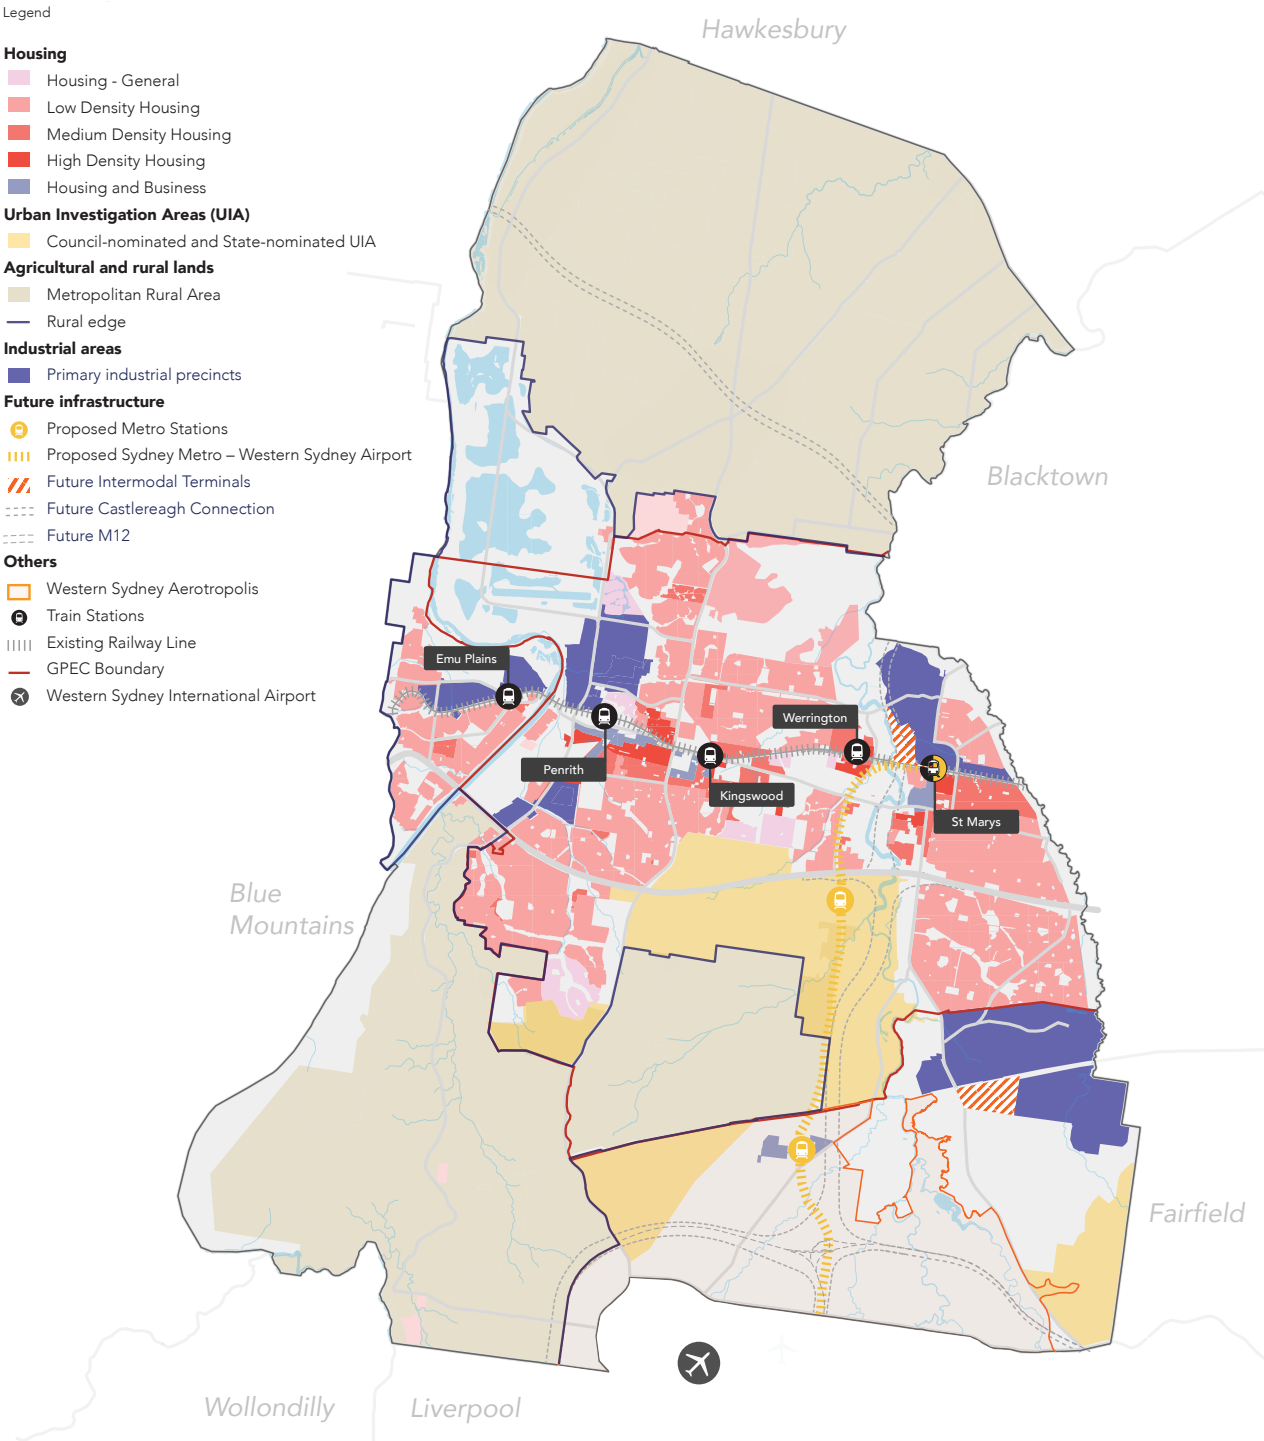 Legend
Housing
Housing - General
Low Density Housing
Medium Density Housing
High Density Housing
Housing and Business
Urban Investigation Areas (UIA)
Council-nominated and State-nominated UIA
Agricultural and rural lands
Metropolitan Rural Area
Rural edge
Industrial areas
Primary industrial precincts
Future infrastructure
Proposed Metro Stations
Proposed Sydney Metro – Western Sydney Airport
Future Intermodal Terminals
Future Castlereagh Connection
Future M12
Others
Western Sydney Aerotropolis
Train Stations
Existing Railway Line
GPEC Boundary
Western Sydney International Airport
Hawkesbury
Blacktown
Emu Plains
Werrington
Penrith
Kingswood
St Marys
Blue
Mountains
Fairfield
Wollondilly
Liverpool